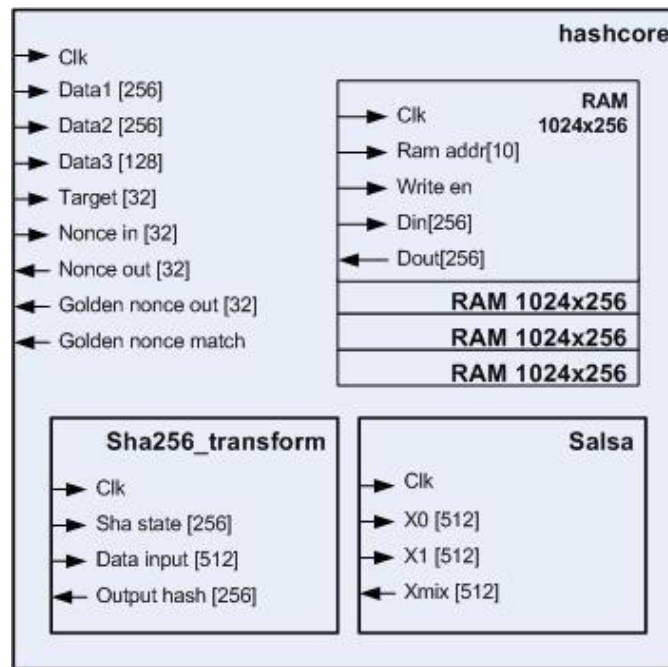 hashcore
Clk
Data1 [256]
Data2 [256]
Data3 [128]
Target [32]
Nonce in [32]
Nonce out [32]
Golden nonce out [32]
Golden nonce match
RAM
1024x256
Clk
Ram addr[10]
Write en
Din[256]
Dout[256]
RAM 1024x256
RAM 1024x256
RAM 1024x256
Sha256_transform
Clk
Sha state [256]
Data input [512]
Output hash [256]
Salsa
Clk
X0 [512]
X1 [512]
Xmix [512]